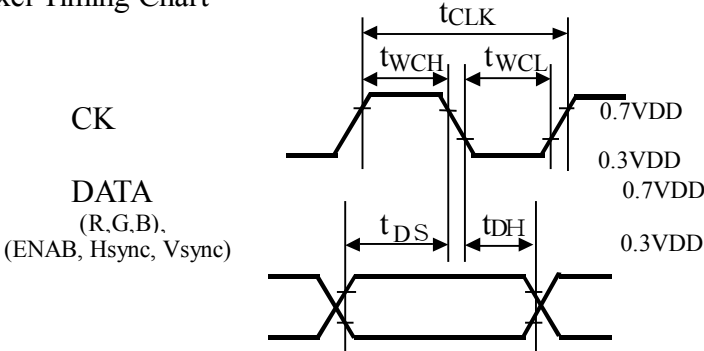 Timing Chart
tCLK
tWCH tWCL
CK
0.7VDD
0.3VDD
DATA
0.7VDD
(R,G,B),
tDS tDH
(ENAB, Hsync, Vsync)
0.3VDD